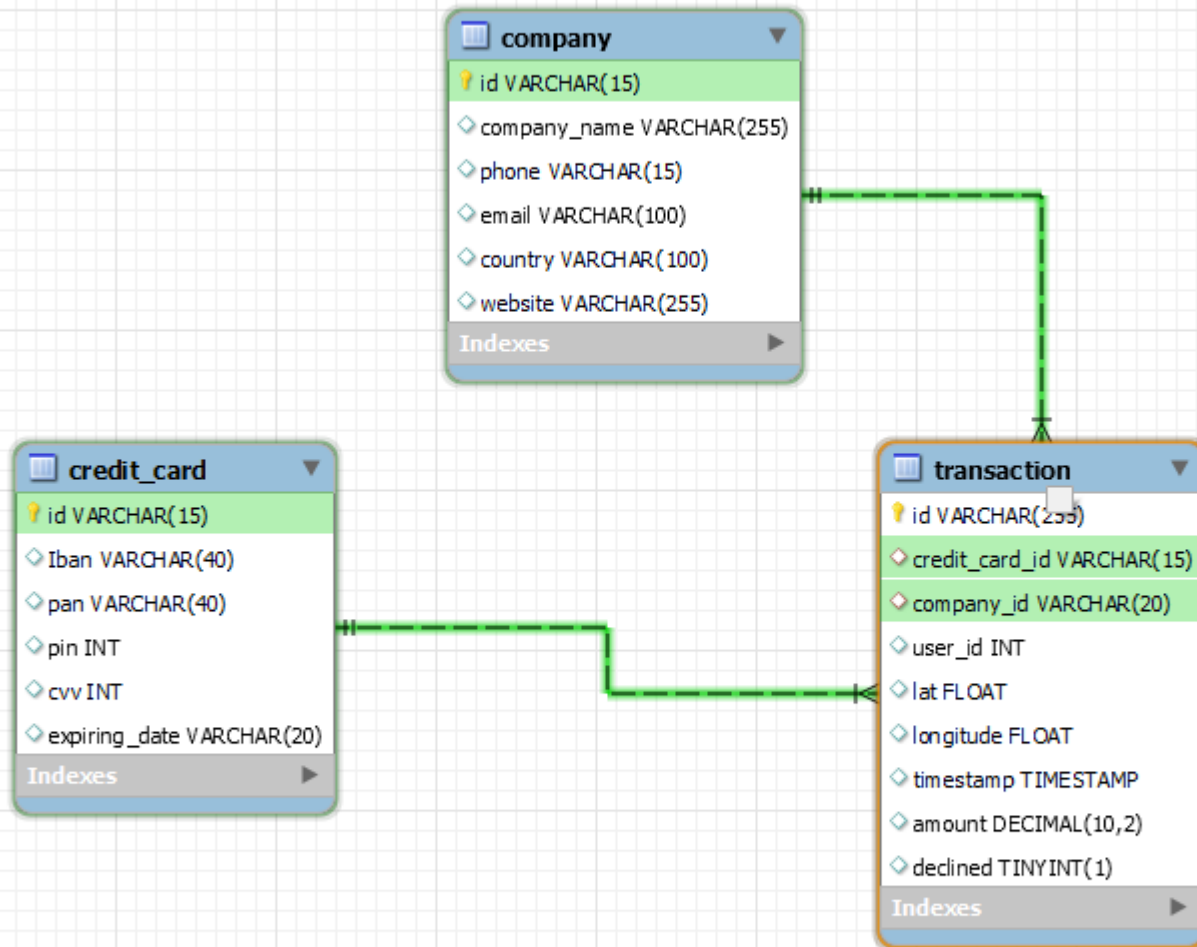 company
id VARCHAR(15)
company_name VARCHAR(255)
phone VARCHAR(15)
email VARCHAR(100)
country VARCHAR(100)
website VARCHAR(255)
Indexes
credit_card
id VARCHAR(15)
Iban VARCHAR(40)
pan VARCHAR(40)
pin INT
cvv INT
expiring_date VARCHAR(20)
Indexes
transaction
id VARCHAR(255)
credit_card_id VARCHAR(15)
company_id VARCHAR(20)
user_id INT
lat FLOAT
longitude FLOAT
timestamp TIMESTAMP
amount DECIMAL(10,2)
declined TINYINT(1)
Indexes